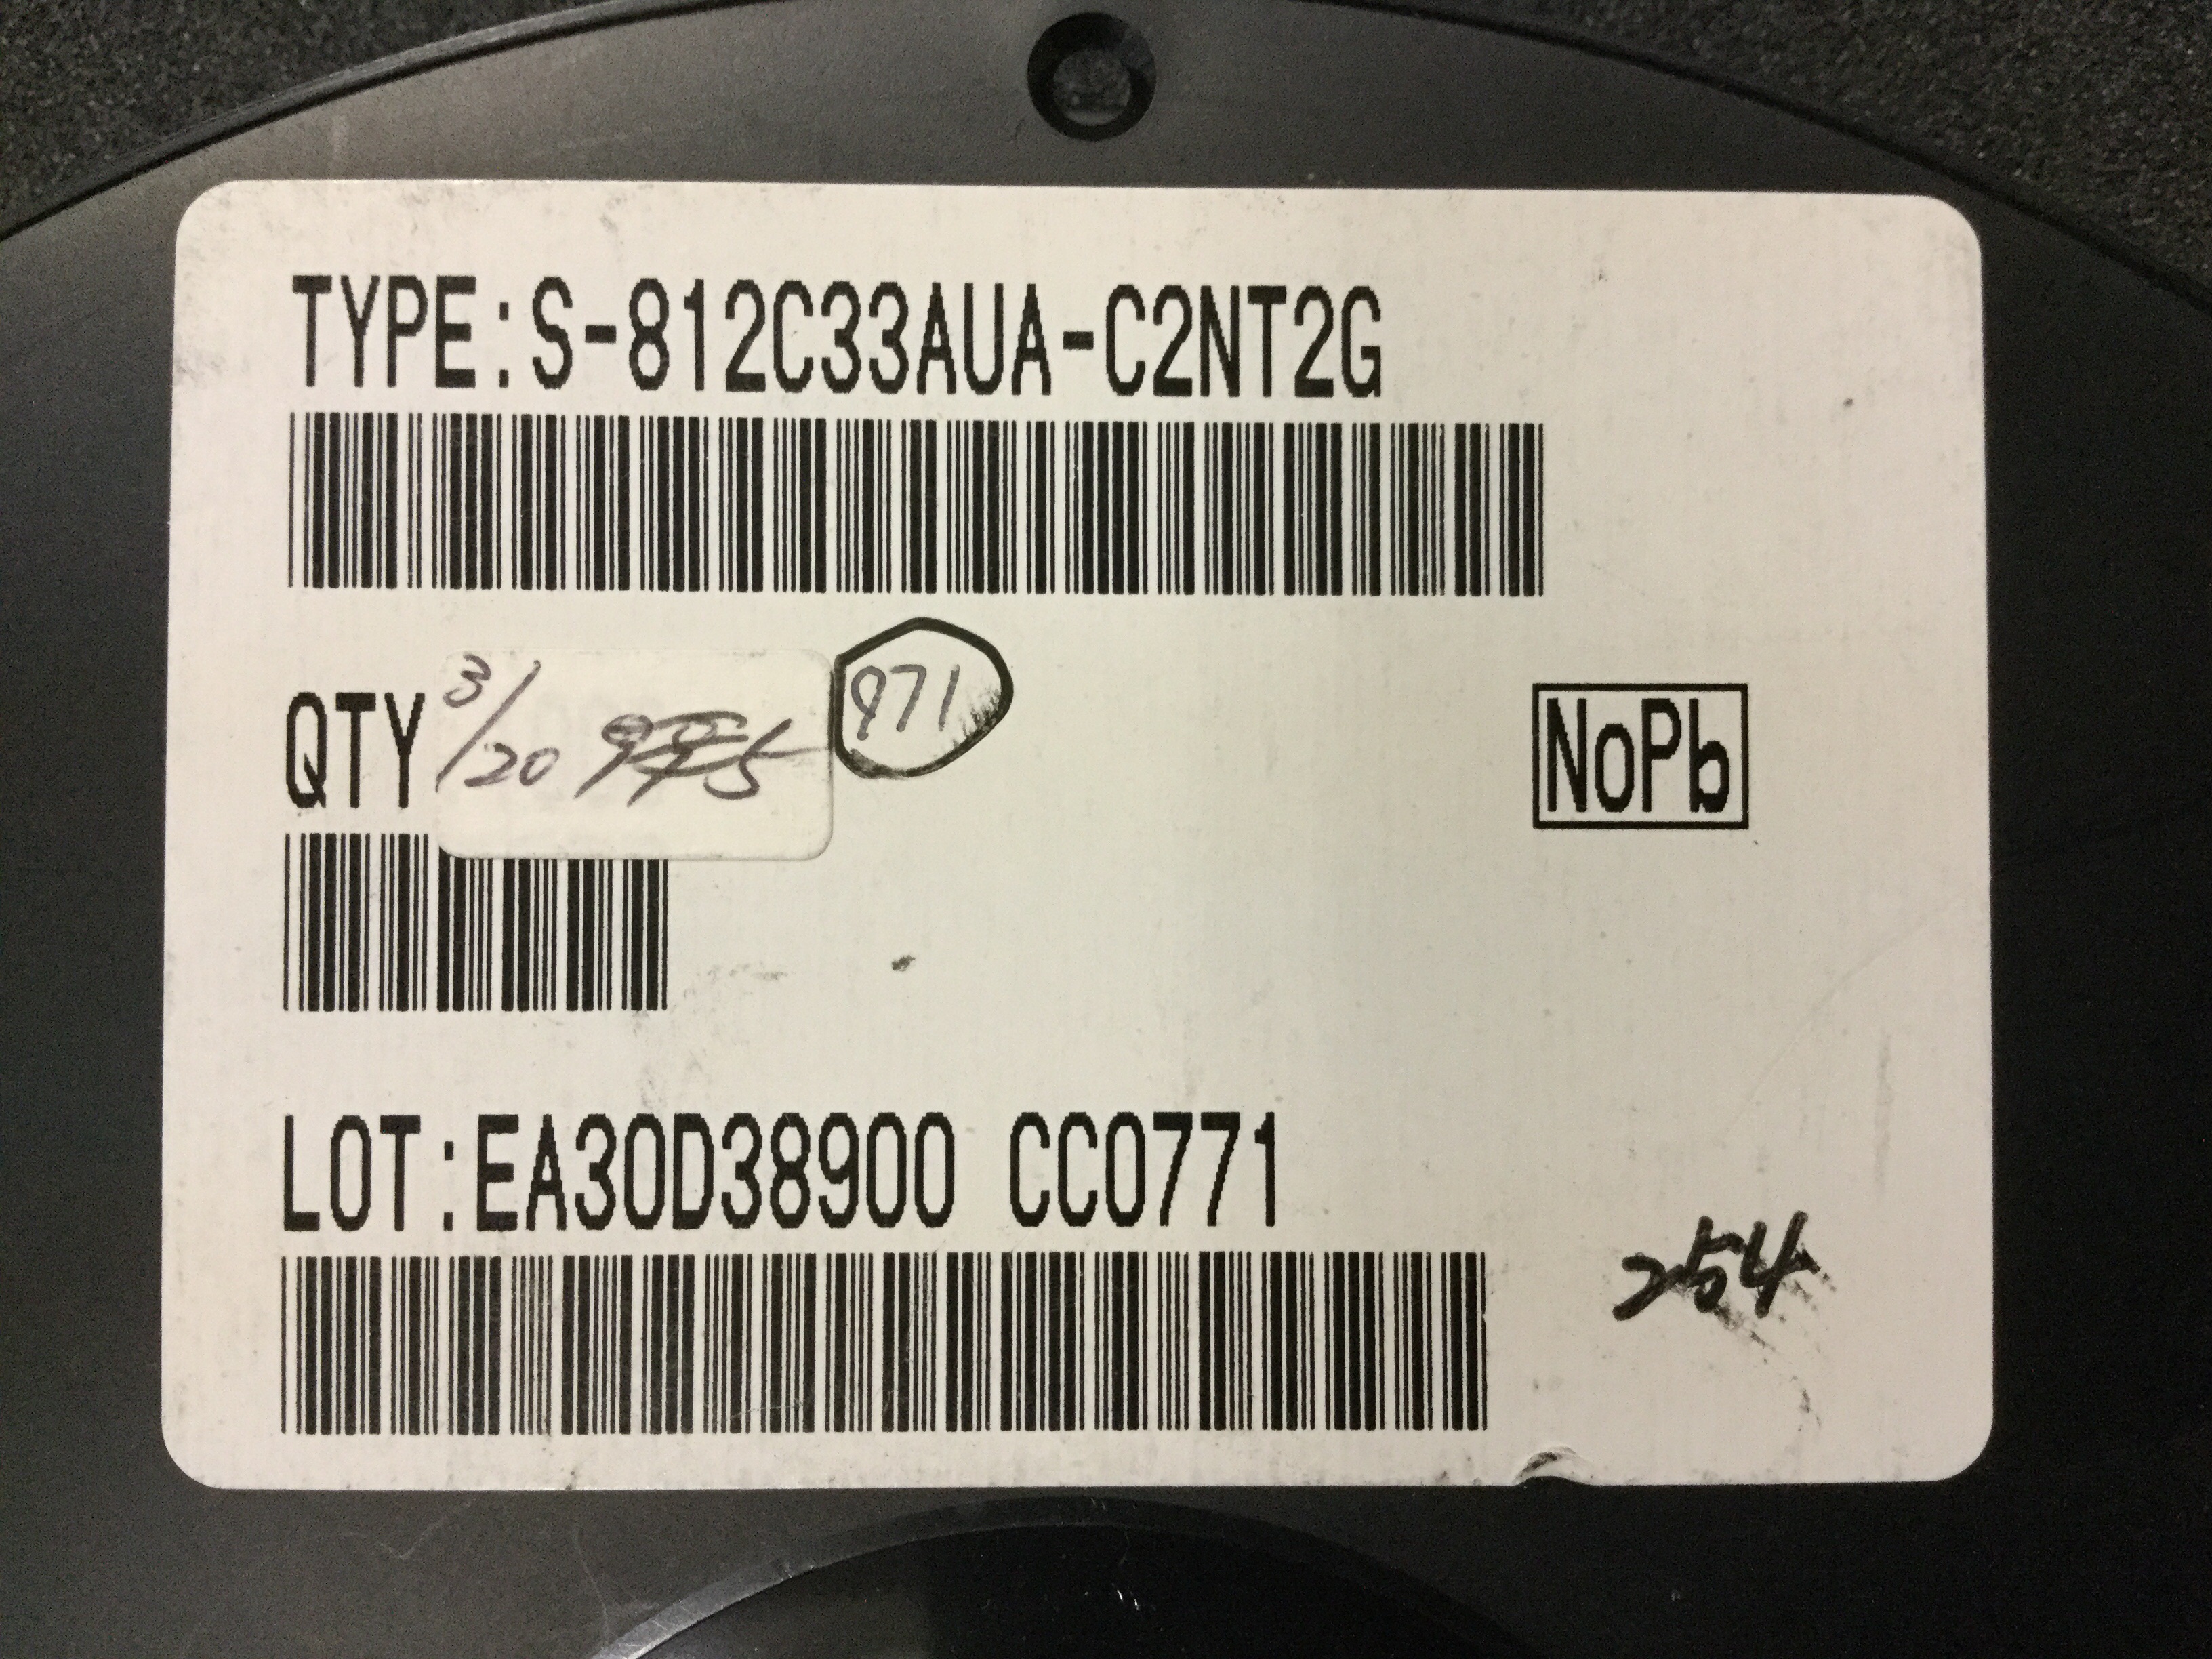 TYPE:S-812C33AUA-C2NT2G
QTY 3/20 971
NoPb
LOT:EA30D38900 CC0771
254